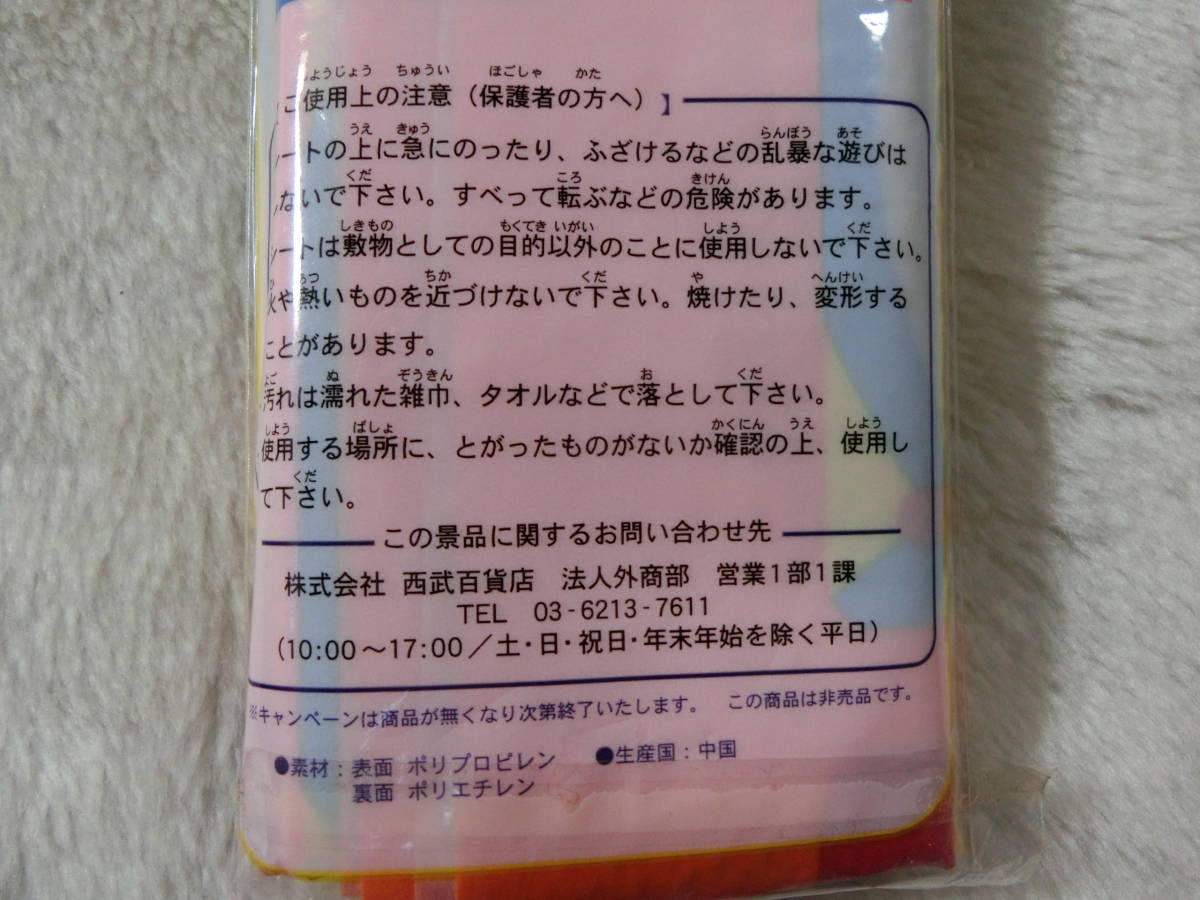 ご使用上の注意（保護者の方へ）】
ートの上に急にのったり、ふざけるなどの乱暴な遊びは
ないで下さい。すべって転ぶなどの危険があります。
ートは敷物としての目的以外のことに使用しないで下さい。
火や熱いものを近づけないで下さい。焼けたり、変形する
ことがあります。
汚れは濡れた雑巾、タオルなどで落として下さい。
使用する場所に、とがったものがないか確認の上、使用し
て下さい。
この景品に関するお問い合わせ先
株式会社 西武百貨店 法人外商部 営業1部1課
TEL 03-6213-7611
(10:00～17:00／土・日・祝日・年末年始を除く平日)
※キャンペーンは商品が無くなり次第終了いたします。 この商品は非売品です。
●素材：表面 ポリプロピレン ●生産国：中国
裏面 ポリエチレン